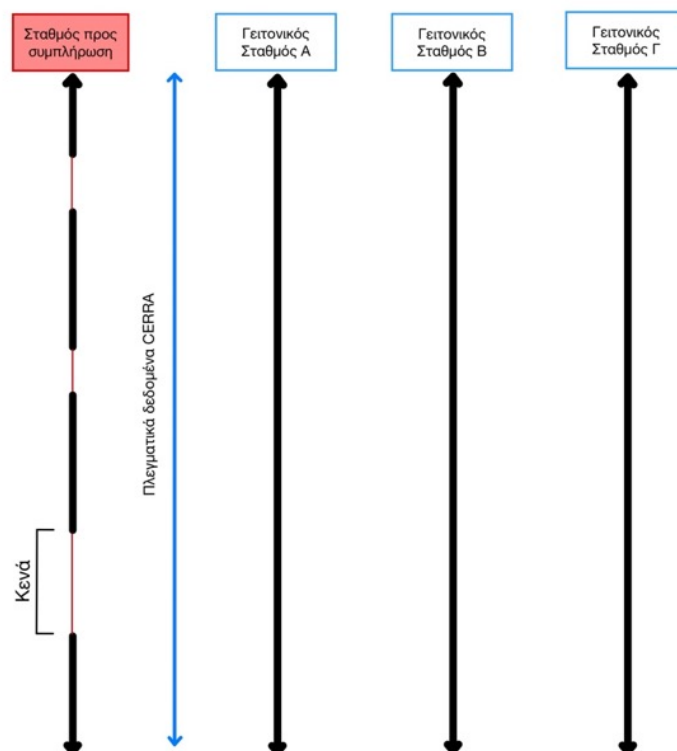 Σταθμός προς
συμπλήρωση
Γειτονικός
Σταθμός Α
Γειτονικός
Σταθμός Β
Γειτονικός
Σταθμός Γ
Πλεγματικά δεδομένα CERRA
Κενά